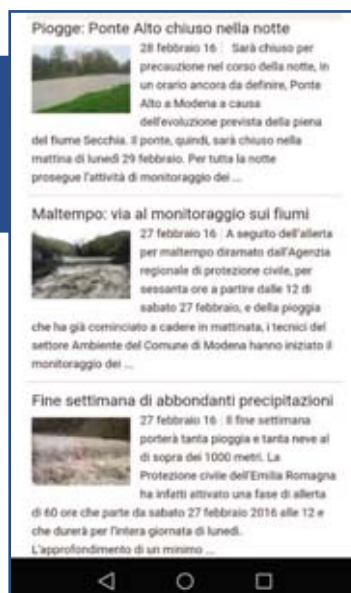 Piogge: Ponte Alto chiuso nella notte
28 febbraio 16 | Sarà chiuso per
precauzione nel corso della notte, in
un orario ancora da definire, Ponte
Alto a Modena a causa
dell'evoluzione prevista della piena
del fiume Secchia. Il ponte, quindi, sarà chiuso nella
mattina di lunedì 29 febbraio. Per tutta la notte
prosegue l'attività di monitoraggio dei ...
Maltempo: via al monitoraggio sui fiumi
27 febbraio 16 | A seguito dell'allerta
per maltempo diramato dall'Agenzia
regionale di protezione civile, per
sessanta ore a partire dalle 12 di
sabato 27 febbraio, e della pioggia
che ha già cominciato a cadere in mattinata, i tecnici del
settore Ambiente del Comune di Modena hanno iniziato il
monitoraggio dei ...
Fine settimana di abbondanti precipitazioni
27 febbraio 16 | Il fine settimana
porterà tanta pioggia e tanta neve al
di sopra dei 1000 metri. La
Protezione civile dell'Emilia Romagna
ha infatti attivato una fase di allerta
di 60 ore che parte da sabato 27 febbraio 2016 alle 12 e
che durerà per l'intera giornata di lunedì.
L'approfondimento di un minimo ...